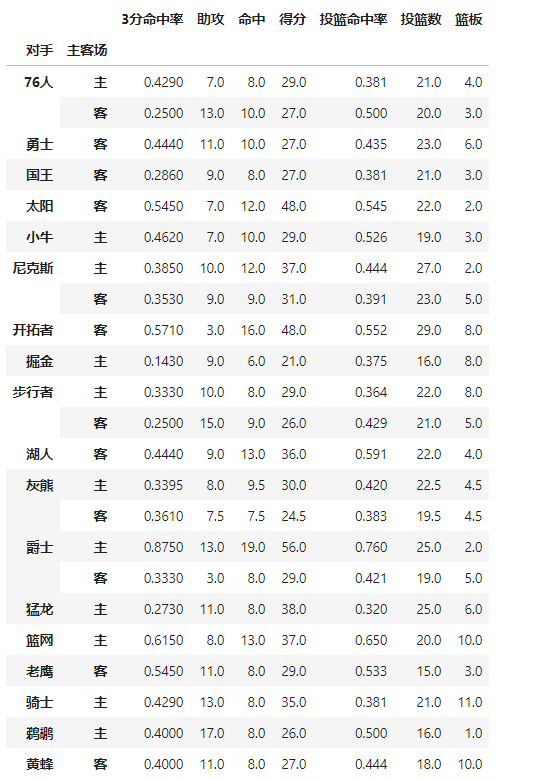 3分命中率 助攻 命中 得分 投篮命中率 投篮数 篮板
对手 主客场
76人 主 0.4290 7.0 8.0 29.0 0.381 21.0 4.0
客 0.2500 13.0 10.0 27.0 0.500 20.0 3.0
勇士 客 0.4440 11.0 10.0 27.0 0.435 23.0 6.0
国王 客 0.2860 9.0 8.0 27.0 0.381 21.0 3.0
太阳 客 0.5450 7.0 12.0 48.0 0.545 22.0 2.0
小牛 主 0.4620 7.0 10.0 29.0 0.526 19.0 3.0
尼克斯 主 0.3850 10.0 12.0 37.0 0.444 27.0 2.0
客 0.3530 9.0 9.0 31.0 0.391 23.0 5.0
开拓者 客 0.5710 3.0 16.0 48.0 0.552 29.0 8.0
掘金 主 0.1430 9.0 6.0 21.0 0.375 16.0 8.0
步行者 主 0.3330 10.0 8.0 29.0 0.364 22.0 8.0
客 0.2500 15.0 9.0 26.0 0.429 21.0 5.0
湖人 客 0.4440 9.0 13.0 36.0 0.591 22.0 4.0
灰熊 主 0.3395 8.0 9.5 30.0 0.420 22.5 4.5
客 0.3610 7.5 7.5 24.5 0.383 19.5 4.5
爵士 主 0.8750 13.0 19.0 56.0 0.760 25.0 2.0
客 0.3330 3.0 8.0 29.0 0.421 19.0 5.0
猛龙 主 0.2730 11.0 8.0 38.0 0.320 25.0 6.0
篮网 主 0.6150 8.0 13.0 37.0 0.650 20.0 10.0
老鹰 客 0.5450 11.0 8.0 29.0 0.533 15.0 3.0
骑士 主 0.4290 13.0 8.0 35.0 0.381 21.0 11.0
鹈鹕 主 0.4000 17.0 8.0 26.0 0.500 16.0 1.0
黄蜂 客 0.4000 11.0 8.0 27.0 0.444 18.0 10.0